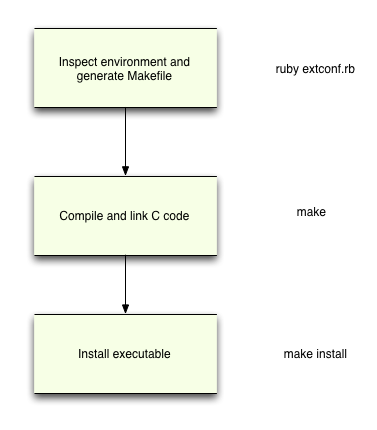 Inspect environment and
generate Makefile
ruby extconf.rb
Compile and link C code
make
Install executable
make install